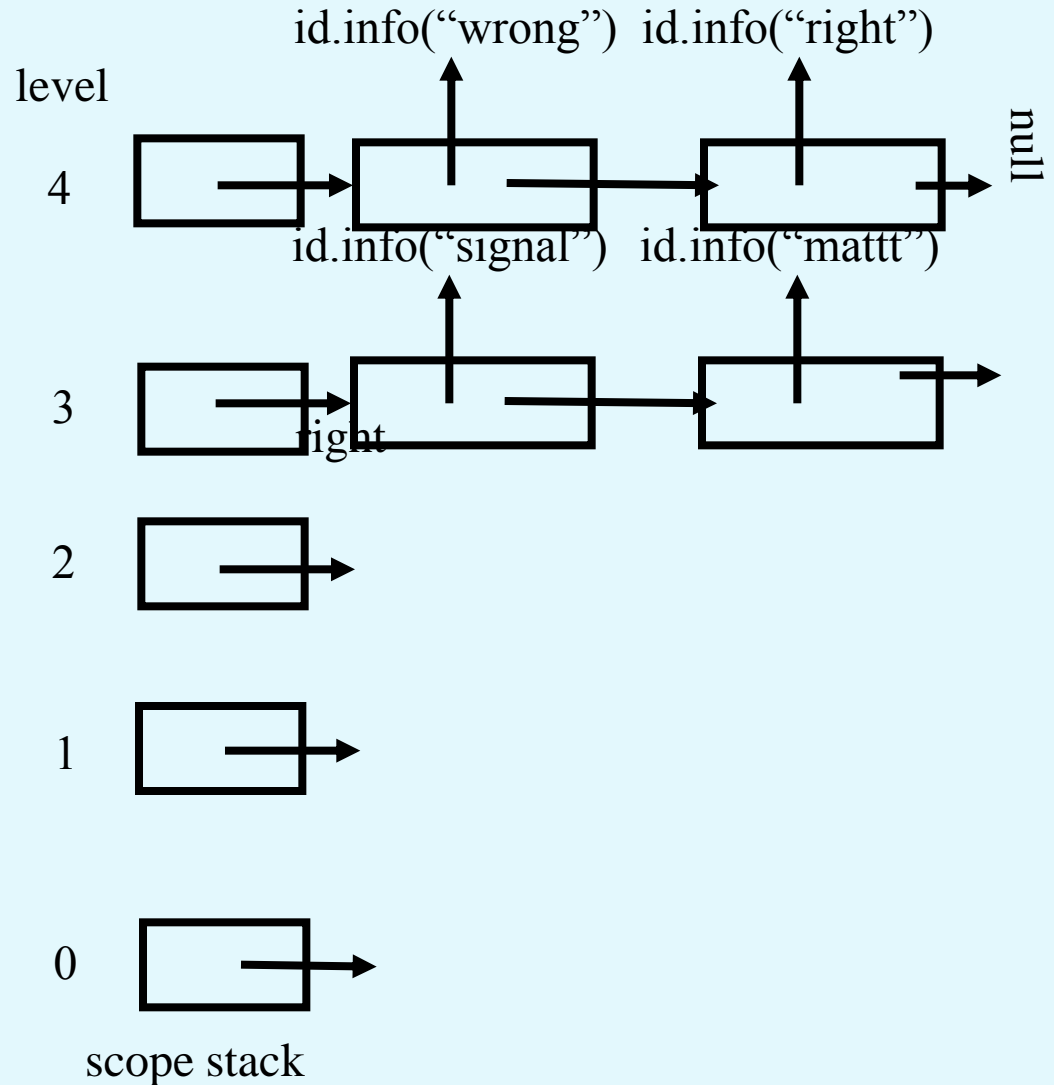 id.info(“wrong”) id.info(“right”)
level
null
4
id.info(“signal”) id.info(“mattt”)
3
right
2
1
0
scope stack